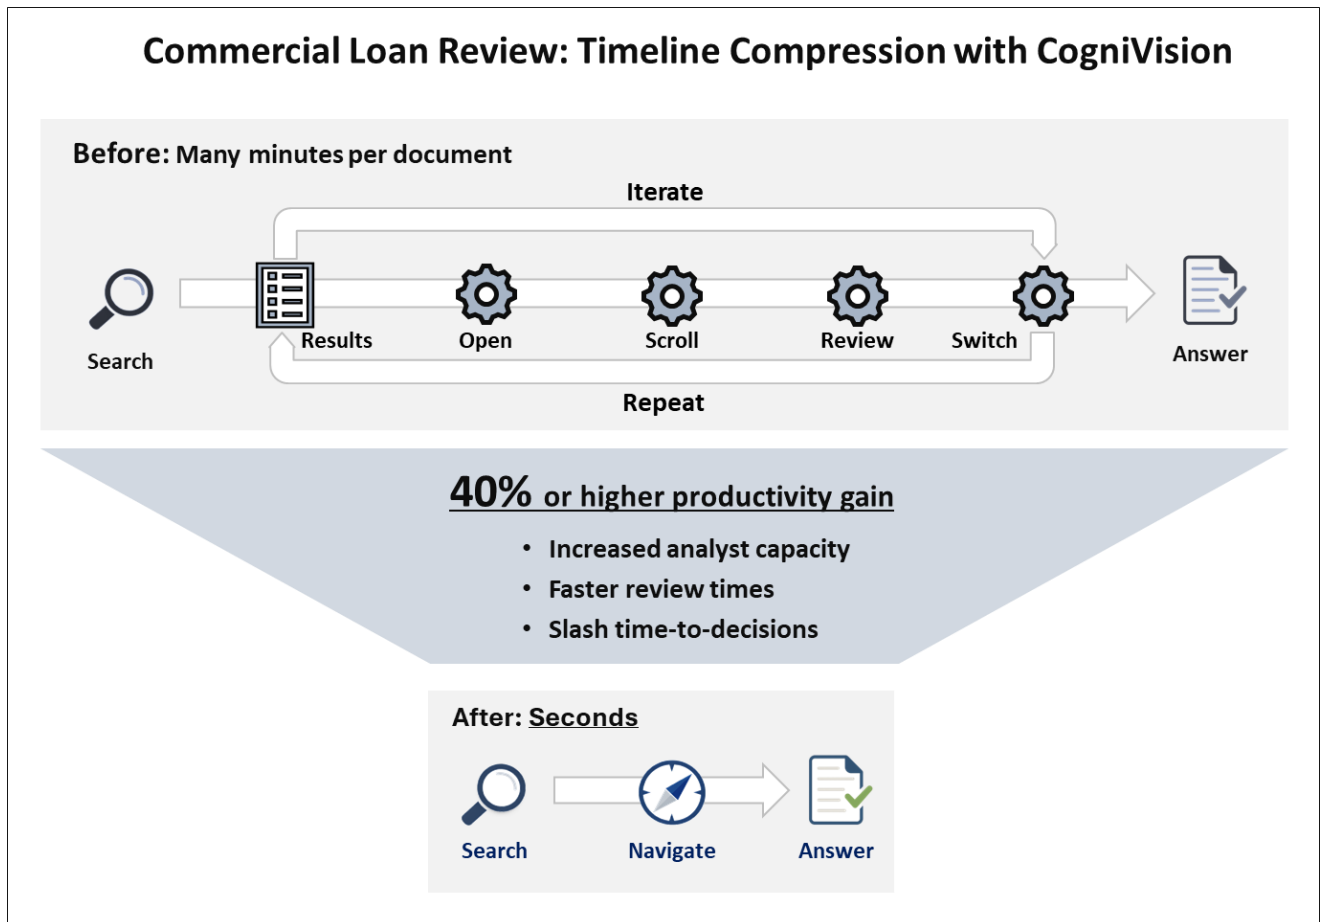 Commercial Loan Review: Timeline Compression with CogniVision
Before: Many minutes per document
Iterate
Search
Results
Open
Scroll
Review
Switch
Answer
Repeat
40% or higher productivity gain
• Increased analyst capacity
• Faster review times
• Slash time-to-decisions
After: Seconds
Search
Navigate
Answer